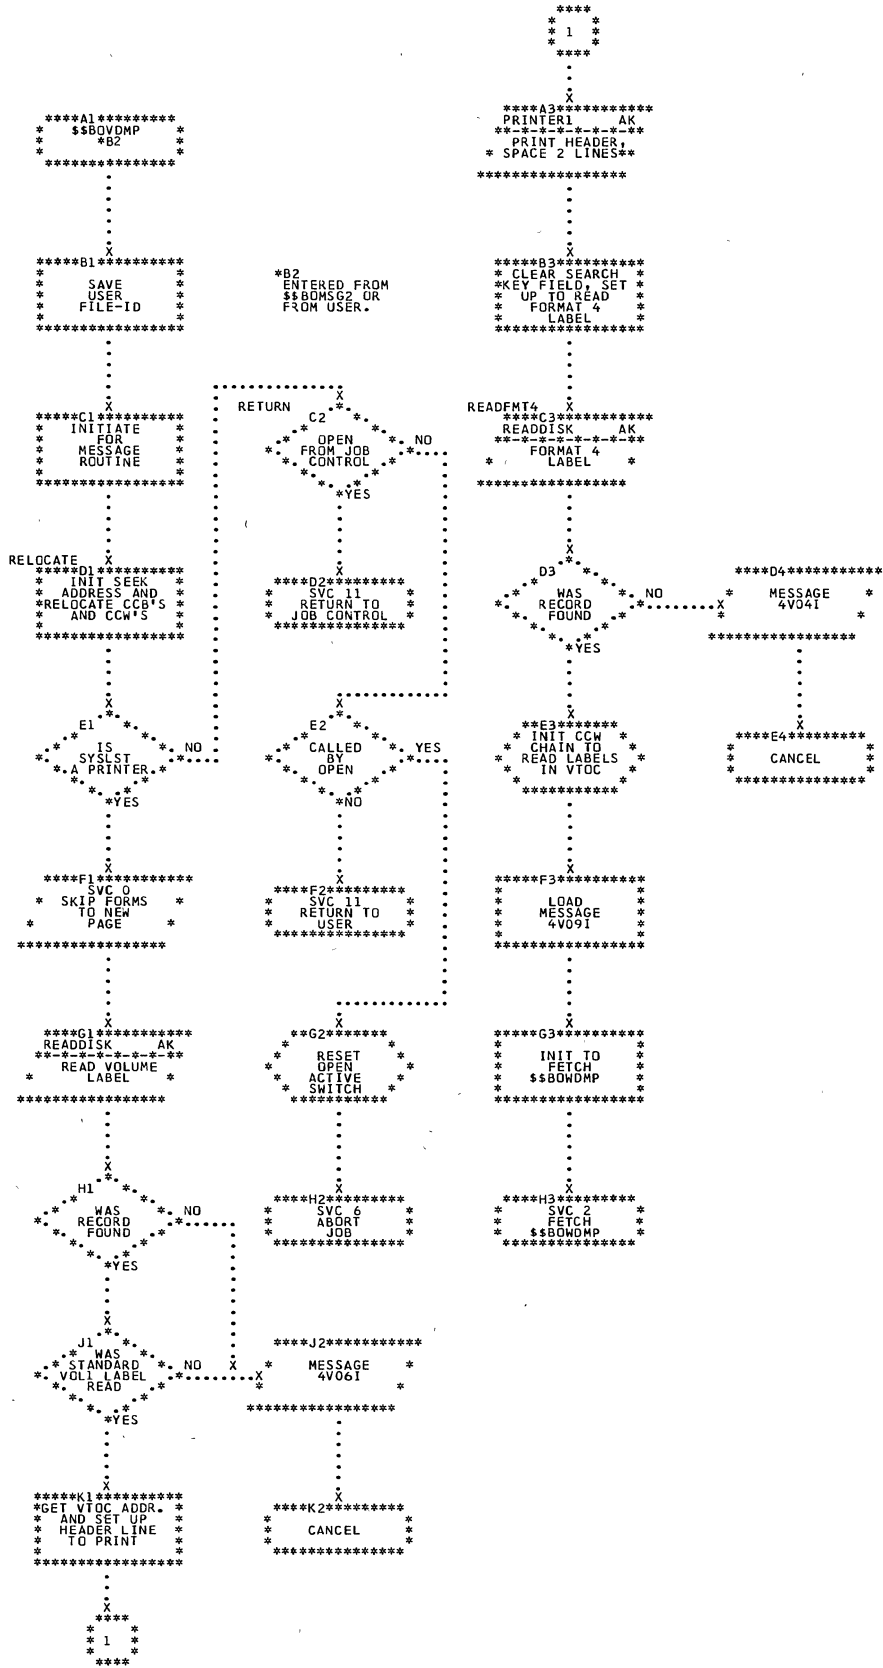 1
A1
$$BOVDMP
*B2
B1
SAVE
USER
FILE-ID
C1
INITIATE
FOR
MESSAGE
ROUTINE
RELOCATE
D1
INIT SEEK
ADDRESS AND
RELOCATE CCB'S
AND CCW'S
E1
IS
SYSLST
A PRINTER
NO
YES
F1
SVC 0
SKIP FORMS
TO NEW
PAGE
G1
READDISK AK
READ VOLUME
LABEL
H1
WAS
RECORD
FOUND
NO
YES
J1
WAS
STANDARD
VOL1 LABEL
READ
NO
YES
K1
GET VTOC ADDR.
AND SET UP
HEADER LINE
TO PRINT
1
*B2
ENTERED FROM
$$BOMSG2 OR
FROM USER.
RETURN
C2
OPEN
FROM JOB
CONTROL
NO
YES
D2
SVC 11
RETURN TO
JOB CONTROL
E2
CALLED
BY
OPEN
YES
NO
F2
SVC 11
RETURN TO
USER
G2
RESET
OPEN
ACTIVE
SWITCH
H2
SVC 6
ABORT
JOB
J2
MESSAGE
4V06I
K2
CANCEL
A3
PRINTER1 AK
PRINT HEADER,
SPACE 2 LINES
B3
CLEAR SEARCH
KEY FIELD, SET
UP TO READ
FORMAT 4
LABEL
READFMT4
C3
READDISK AK
FORMAT 4
LABEL
D3
WAS
RECORD
FOUND
NO
YES
E3
INIT CCW
CHAIN TO
READ LABELS
IN VTOC
F3
LOAD
MESSAGE
4V09I
G3
INIT TO
FETCH
$$BOWDMP
H3
SVC 2
FETCH
$$BOWDMP
D4
MESSAGE
4V04I
E4
CANCEL